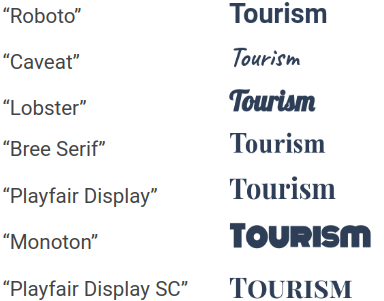 “Roboto” Tourism
“Caveat” Tourism
“Lobster” Tourism
“Bree Serif” Tourism
“Playfair Display” Tourism
“Monoton” Tourism
“Playfair Display SC” Tourism